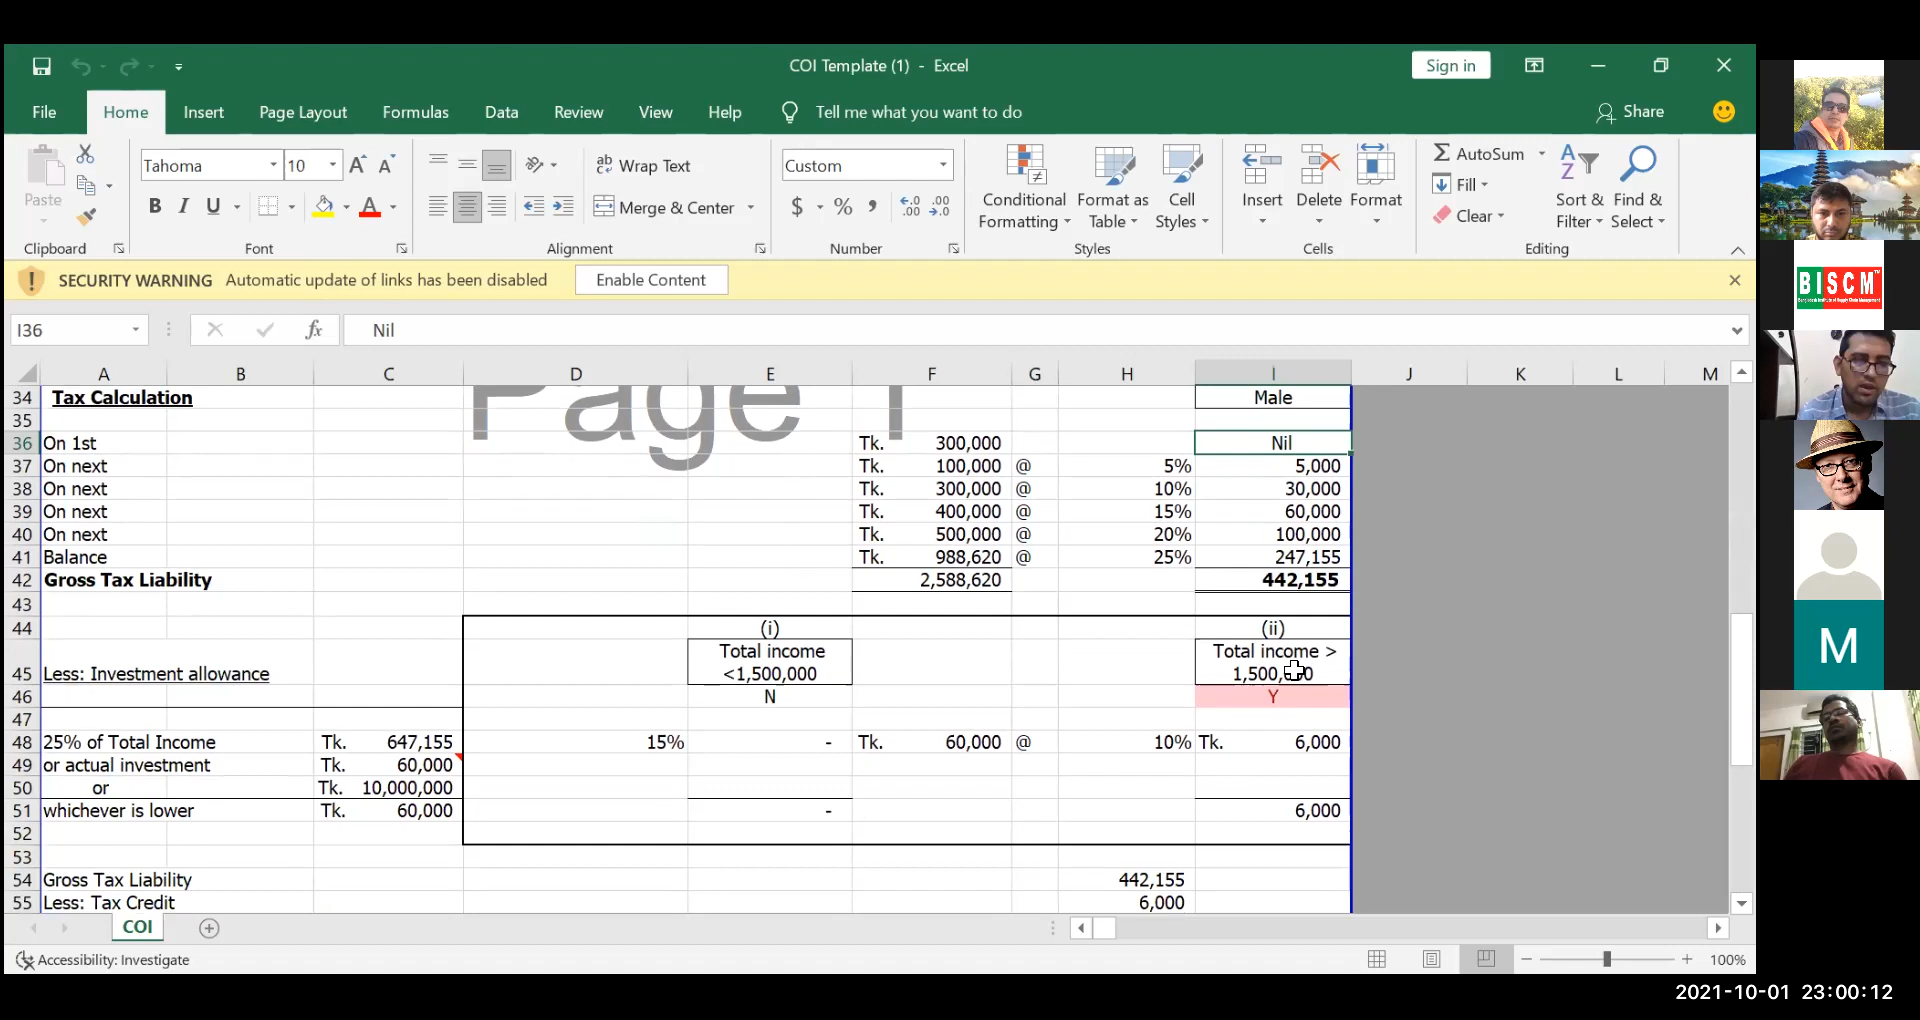 COI Template (1) - Excel
Sign in
File Home Insert Page Layout Formulas Data Review View Help Tell me what you want to do Share
Paste
Clipboard
Tahoma 10
B I U
Font
Wrap Text
Merge & Center
Alignment
Custom
$ %
Number
Conditional Formatting
Format as Table
Cell Styles
Styles
Insert Delete Format
Cells
AutoSum
Fill
Clear
Sort & Filter
Find & Select
Editing
SECURITY WARNING Automatic update of links has been disabled Enable Content
I36 fx Nil
A B C D E F G H I J K L M
Page 1
34 Tax Calculation Male
35
36 On 1st Tk. 300,000 Nil
37 On next Tk. 100,000 @ 5% 5,000
38 On next Tk. 300,000 @ 10% 30,000
39 On next Tk. 400,000 @ 15% 60,000
40 On next Tk. 500,000 @ 20% 100,000
41 Balance Tk. 988,620 @ 25% 247,155
42 Gross Tax Liability 2,588,620 442,155
43
44 (i) (ii)
Total income Total income >
45 Less: Investment allowance <1,500,000 1,500,000
46 N Y
47
48 25% of Total Income Tk. 647,155 15% - Tk. 60,000 @ 10% Tk. 6,000
49 or actual investment Tk. 60,000
50 or Tk. 10,000,000
51 whichever is lower Tk. 60,000 - 6,000
52
53
54 Gross Tax Liability 442,155
55 Less: Tax Credit 6,000
COI
Accessibility: Investigate
100%
BISCM
M
2021-10-01 23:00:12